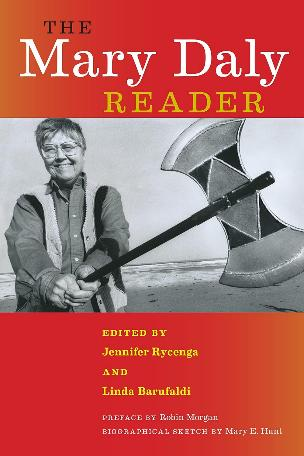 THE
Mary Daly
READER
EDITED BY
Jennifer Rycenga
AND
Linda Barufaldi
PREFACE BY Robin Morgan
BIOGRAPHICAL SKETCH BY Mary E. Hunt